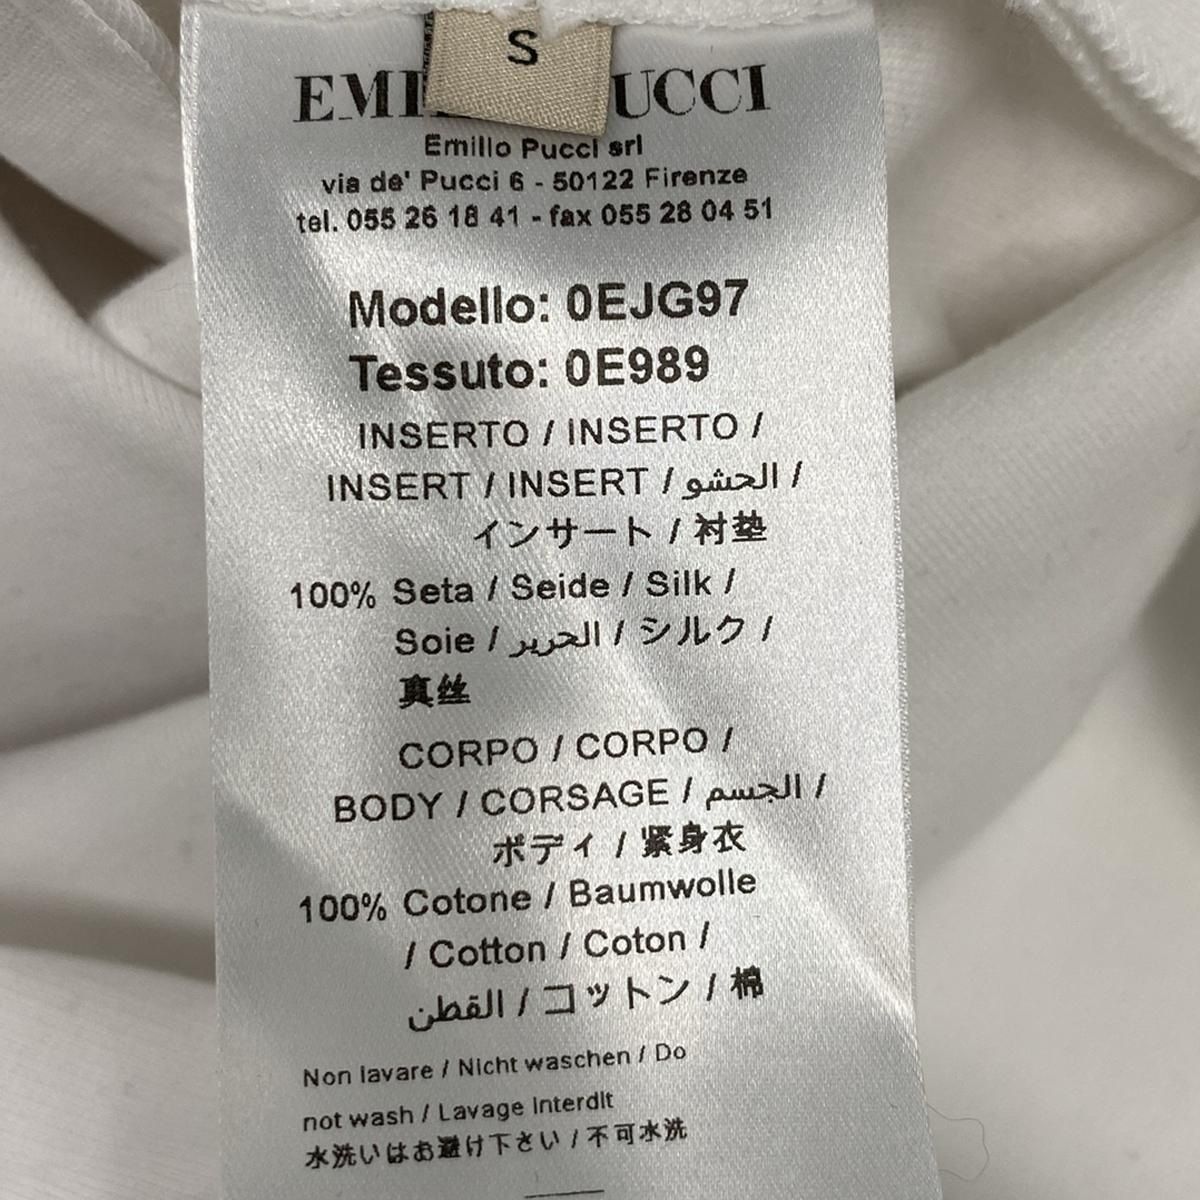 S
EMI UCCI
Emilio Pucci srl
via de' Pucci 6 - 50122 Firenze
tel. 055 26 18 41 - fax 055 28 04 51
Modello: 0EJG97
Tessuto: 0E989
INSERTO / INSERTO /
INSERT / INSERT / الحشو /
インサート / 衬垫
100% Seta / Seide / Silk /
Soie / الحرير / シルク /
真丝
CORPO / CORPO /
BODY / CORSAGE / الجسم /
ボディ / 紧身衣
100% Cotone / Baumwolle
/ Cotton / Coton /
القطن / コットン / 棉
Non lavare / Nicht waschen / Do
not wash / Lavage Interdit
水洗いはお避け下さい / 不可水洗